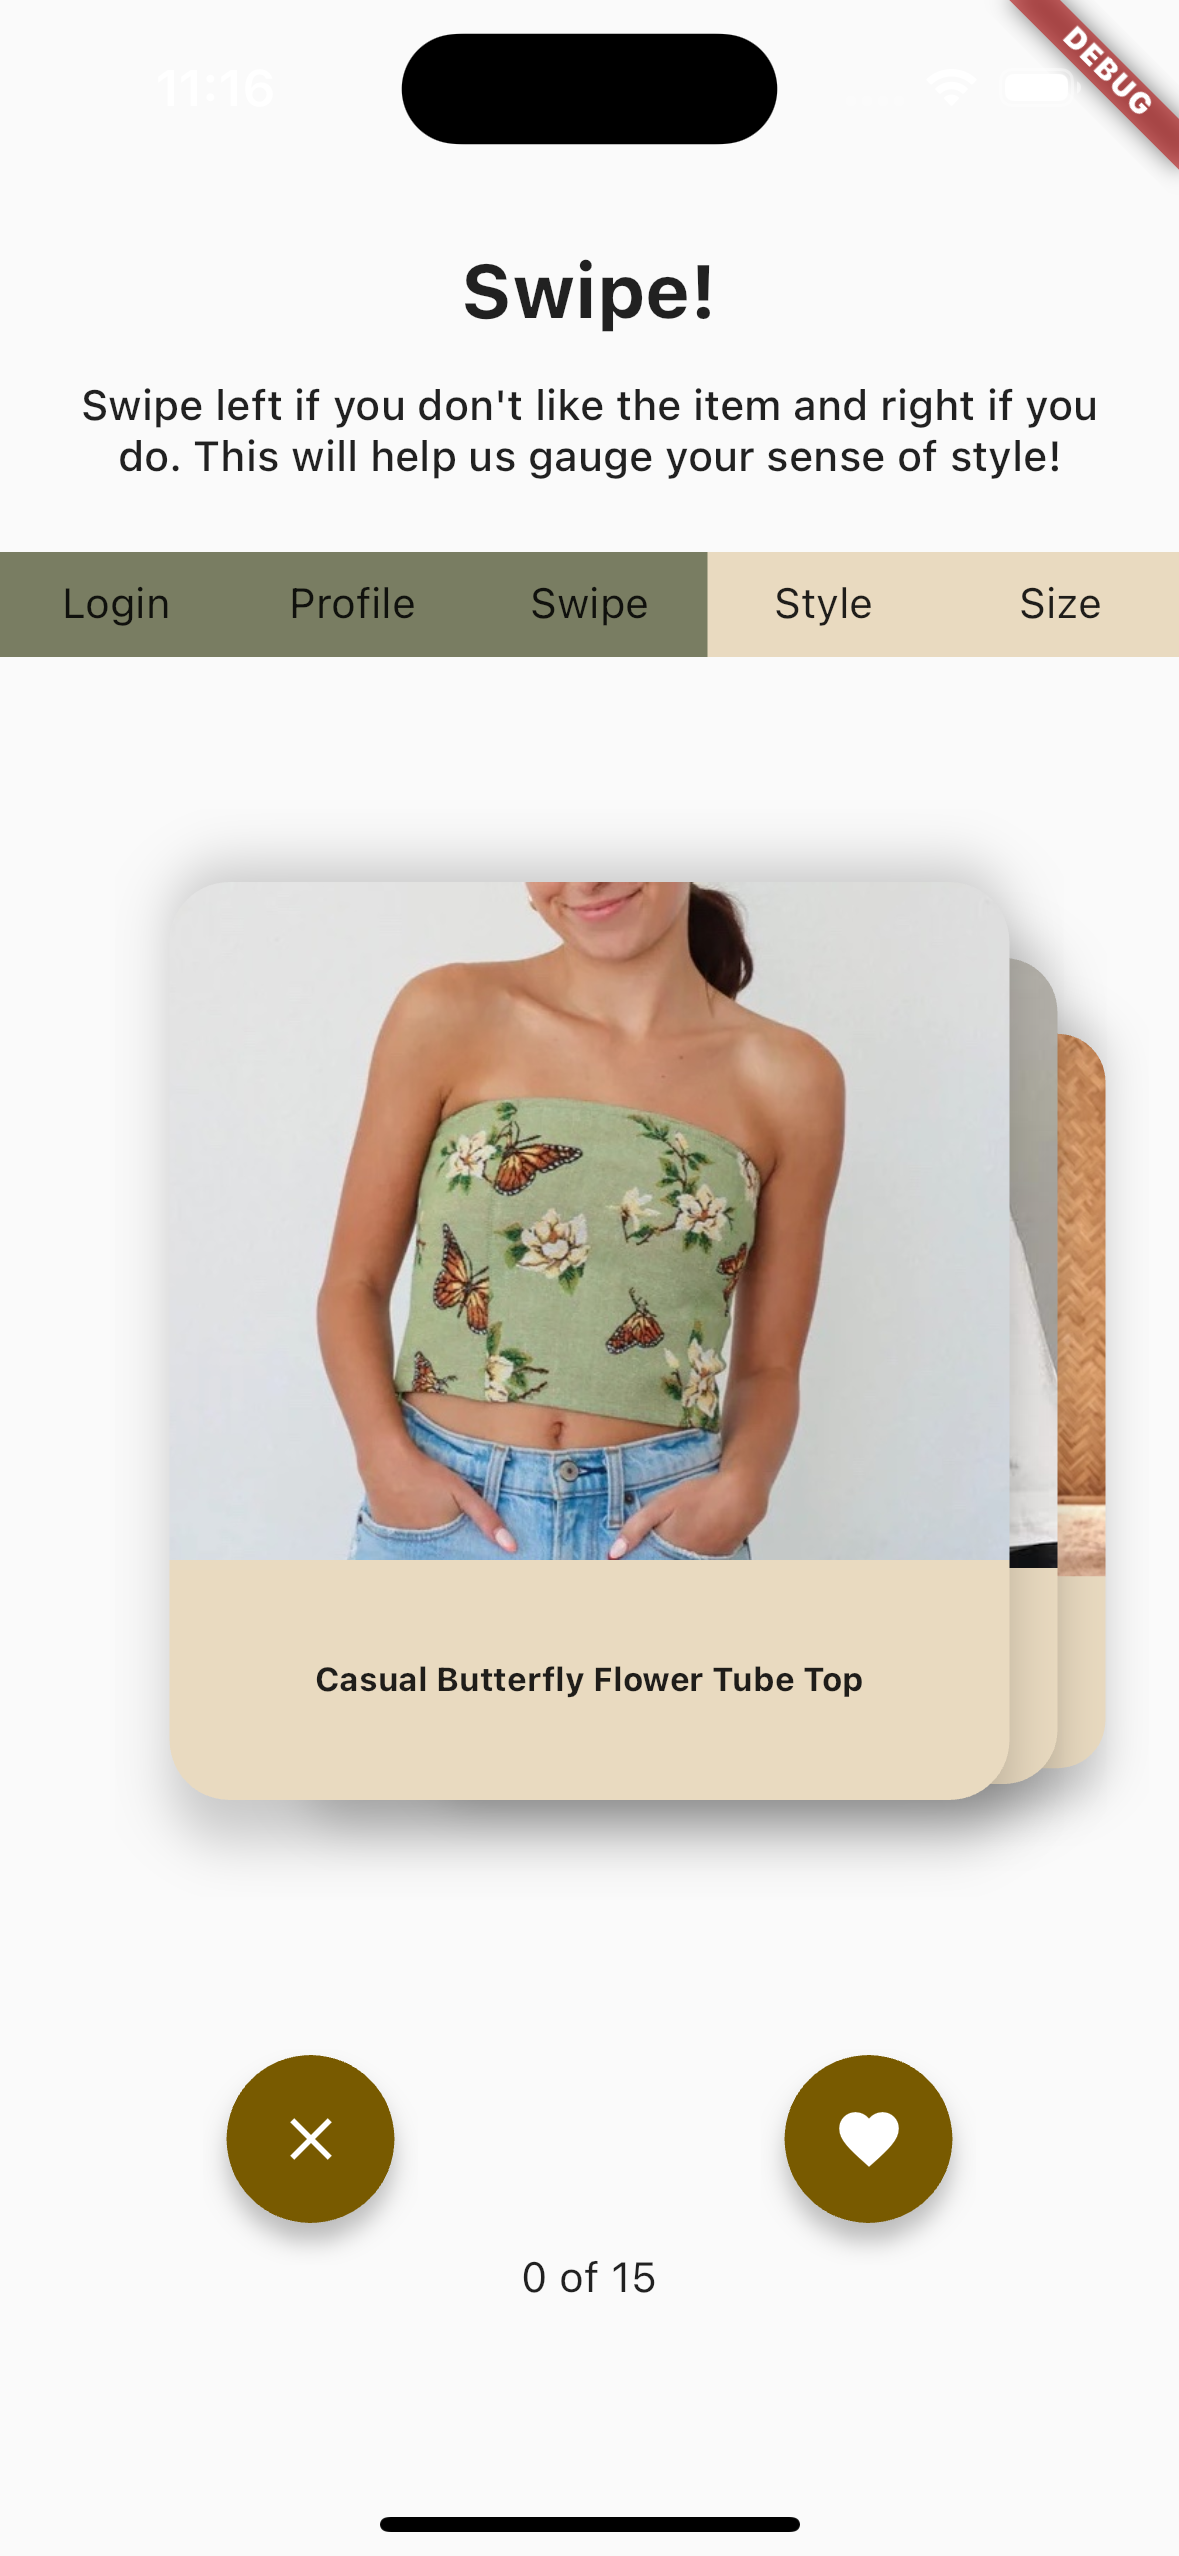 11:16
DEBUG
Swipe!
Swipe left if you don't like the item and right if you
do. This will help us gauge your sense of style!
Login Profile Swipe Style Size
Casual Butterfly Flower Tube Top
0 of 15